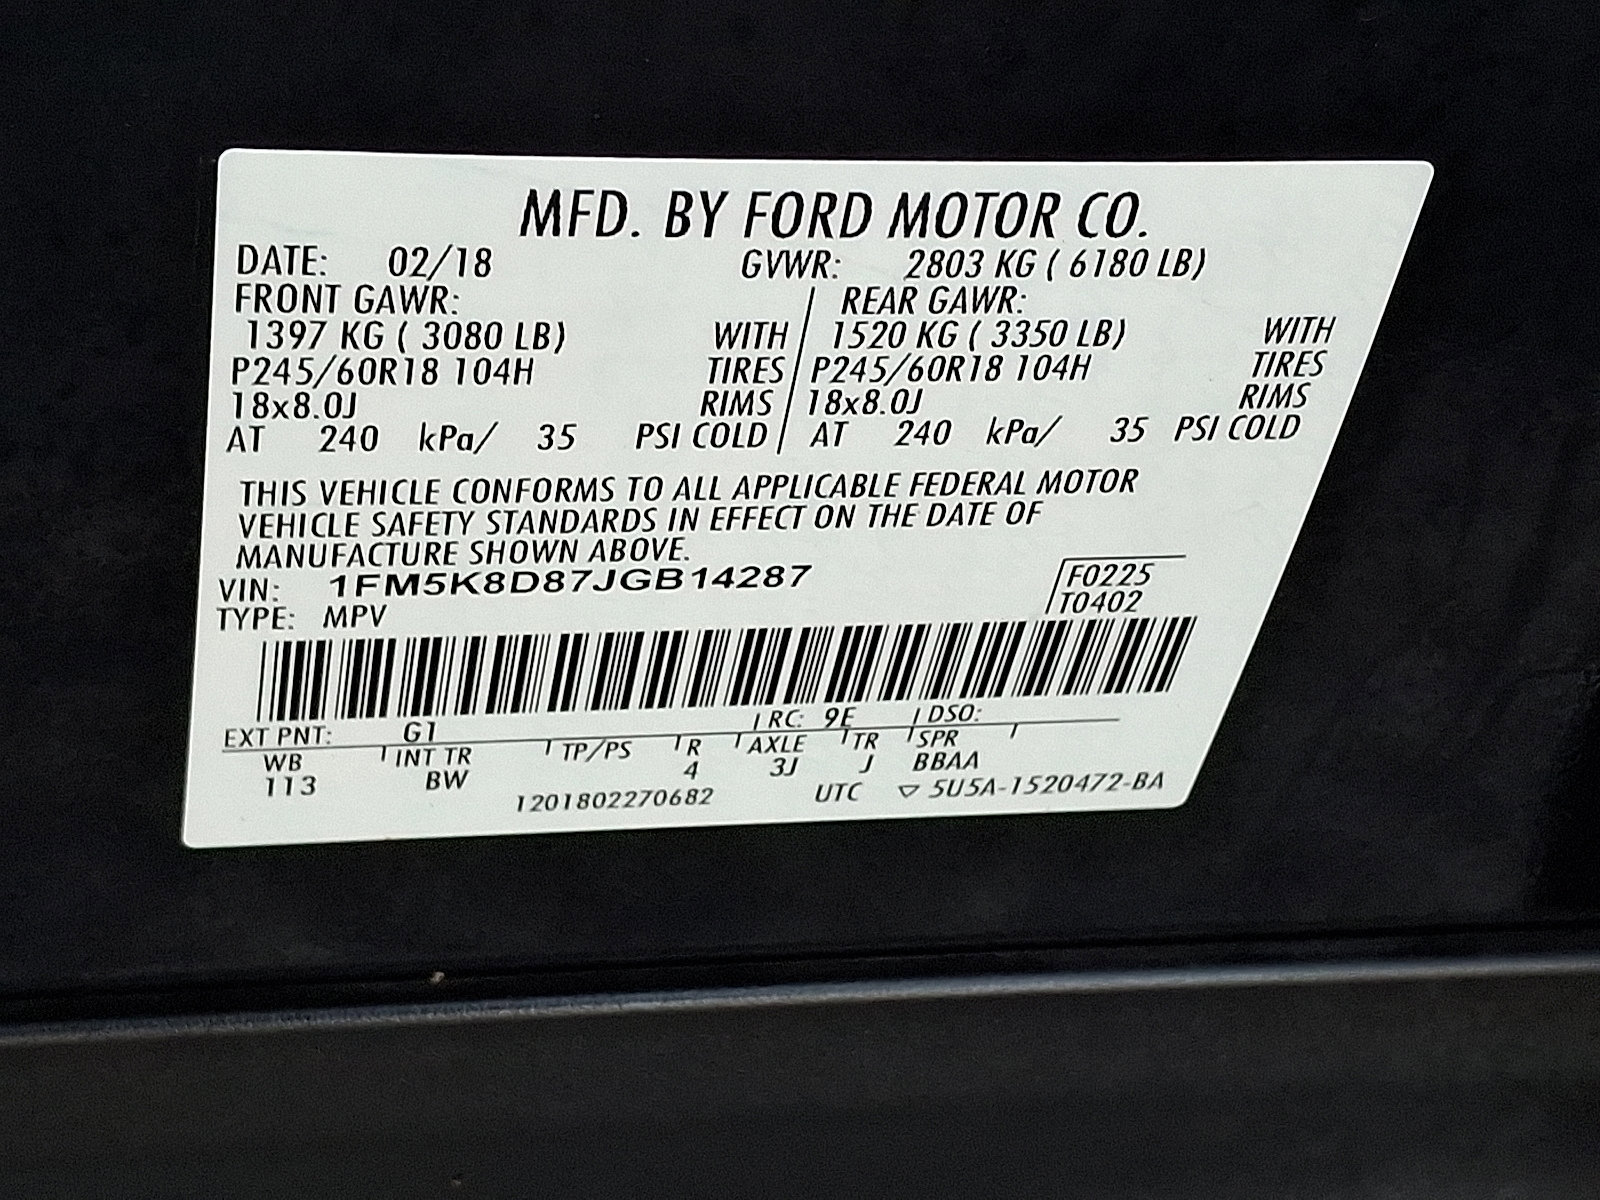 MFD. BY FORD MOTOR CO.
DATE: 02/18 GVWR: 2803 KG ( 6180 LB)
FRONT GAWR: REAR GAWR:
1397 KG ( 3080 LB) WITH 1520 KG ( 3350 LB) WITH
P245/60R18 104H TIRES P245/60R18 104H TIRES
18x8.0J RIMS 18x8.0J RIMS
AT 240 kPa/ 35 PSI COLD AT 240 kPa/ 35 PSI COLD
THIS VEHICLE CONFORMS TO ALL APPLICABLE FEDERAL MOTOR
VEHICLE SAFETY STANDARDS IN EFFECT ON THE DATE OF
MANUFACTURE SHOWN ABOVE.
VIN: 1FM5K8D87JGB14287 F0225
TYPE: MPV T0402
EXT PNT: G1 RC: 9E DSO:
WB INT TR TP/PS R AXLE TR SPR
113 BW 4 3J J BBAA
1201802270682 UTC ▽ 5U5A-1520472-BA